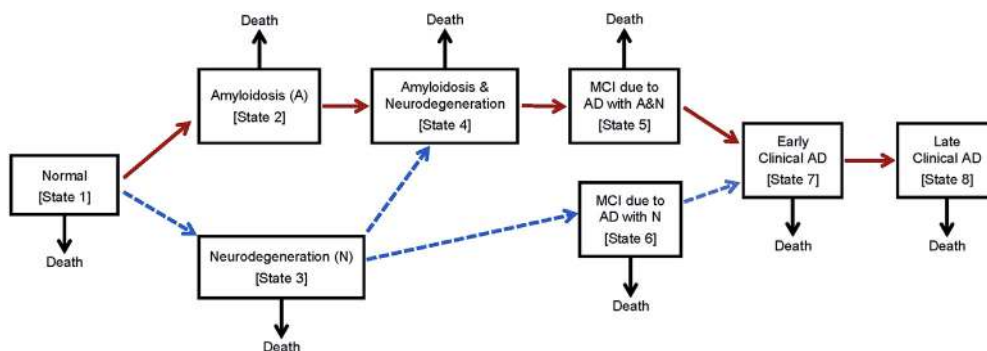 Death
Death
Death
Amyloidosis (A)
[State 2]
Amyloidosis &
Neurodegeneration
[State 4]
MCI due to
AD with A&N
[State 5]
Normal
[State 1]
Early
Clinical AD
[State 7]
Late
Clinical AD
[State 8]
MCI due to
AD with N
[State 6]
Neurodegeneration (N)
[State 3]
Death
Death
Death
Death
Death